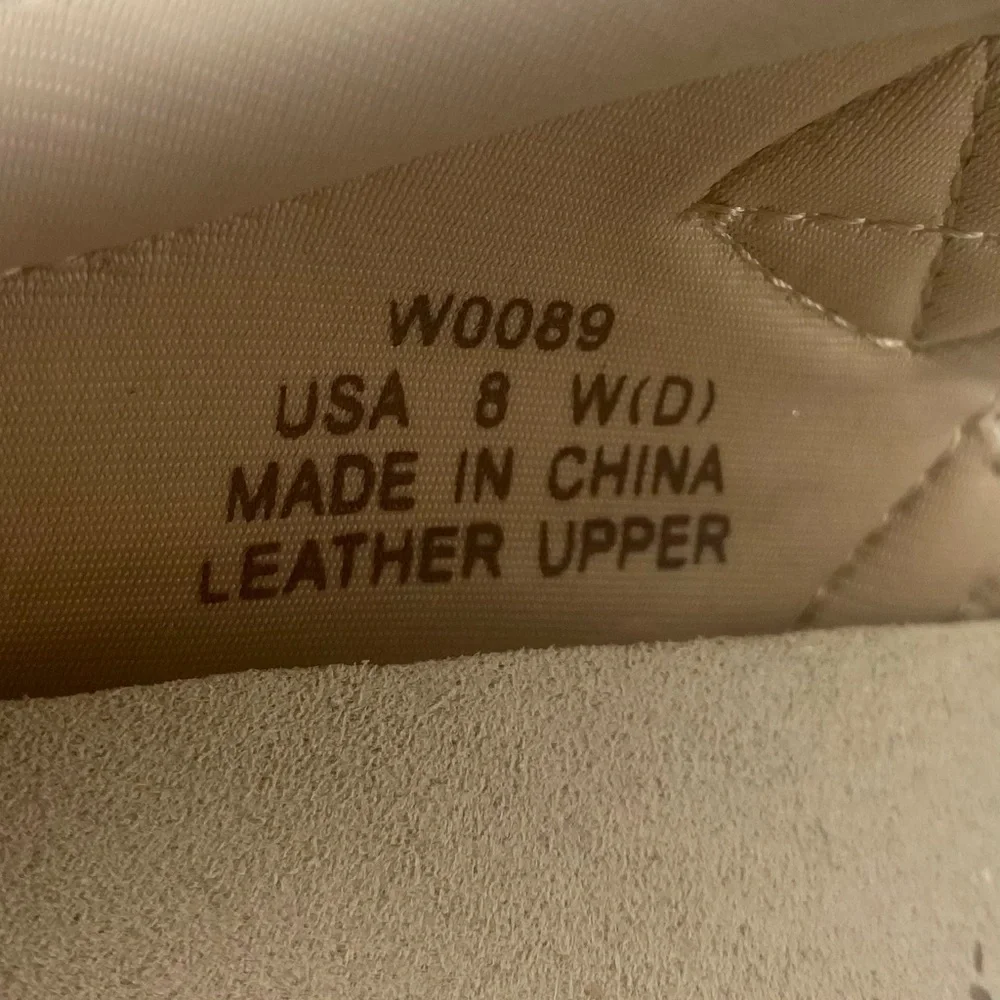 W0089
USA 8 W(D)
MADE IN CHINA
LEATHER UPPER